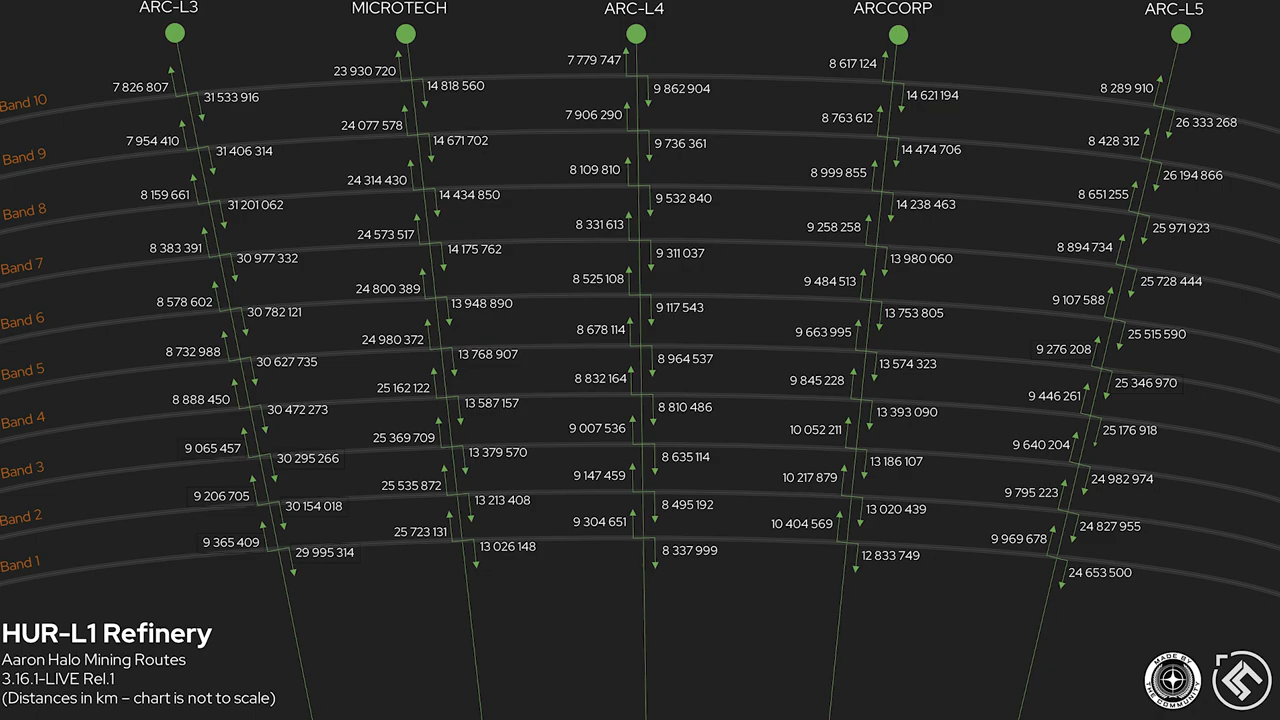 ARC-L3
MICROTECH
ARC-L4
ARCCORP
ARC-L5
Band 10
7 826 807
31 533 916
23 930 720
14 818 560
7 779 747
9 862 904
8 617 124
14 621 194
8 289 910
26 333 268
Band 9
7 954 410
31 406 314
24 077 578
14 671 702
7 906 290
9 736 361
8 763 612
14 474 706
8 428 312
26 194 866
Band 8
8 159 661
31 201 062
24 314 430
14 434 850
8 109 810
9 532 840
8 999 855
14 238 463
8 651 255
25 971 923
Band 7
8 383 391
30 977 332
24 573 517
14 175 762
8 331 613
9 311 037
9 258 258
13 980 060
8 894 734
25 728 444
Band 6
8 578 602
30 782 121
24 800 389
13 948 890
8 525 108
9 117 543
9 484 513
13 753 805
9 107 588
25 515 590
Band 5
8 732 988
30 627 735
24 980 372
13 768 907
8 678 114
8 964 537
9 663 995
13 574 323
9 276 208
25 346 970
Band 4
8 888 450
30 472 273
25 162 122
13 587 157
8 832 164
8 810 486
9 845 228
13 393 090
9 446 261
25 176 918
Band 3
9 065 457
30 295 266
25 369 709
13 379 570
9 007 536
8 635 114
10 052 211
13 186 107
9 640 204
24 982 974
Band 2
9 206 705
30 154 018
25 535 872
13 213 408
9 147 459
8 495 192
10 217 879
13 020 439
9 795 223
24 827 955
Band 1
9 365 409
29 995 314
25 723 131
13 026 148
9 304 651
8 337 999
10 404 569
12 833 749
9 969 678
24 653 500
HUR-L1 Refinery
Aaron Halo Mining Routes
3.16.1-LIVE Rel.1
(Distances in km – chart is not to scale)
MADE BY
THE COMMUNITY